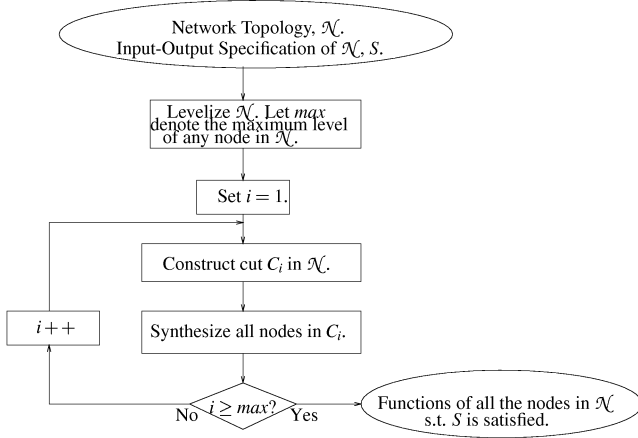 Network Topology, 𝒩.
Input-Output Specification of 𝒩, S.
Levelize 𝒩. Let max
denote the maximum level
of any node in 𝒩.
Set i = 1.
Construct cut Cᵢ in 𝒩.
i++
Synthesize all nodes in Cᵢ.
No
i ≥ max?
Yes
Functions of all the nodes in 𝒩
s.t. S is satisfied.